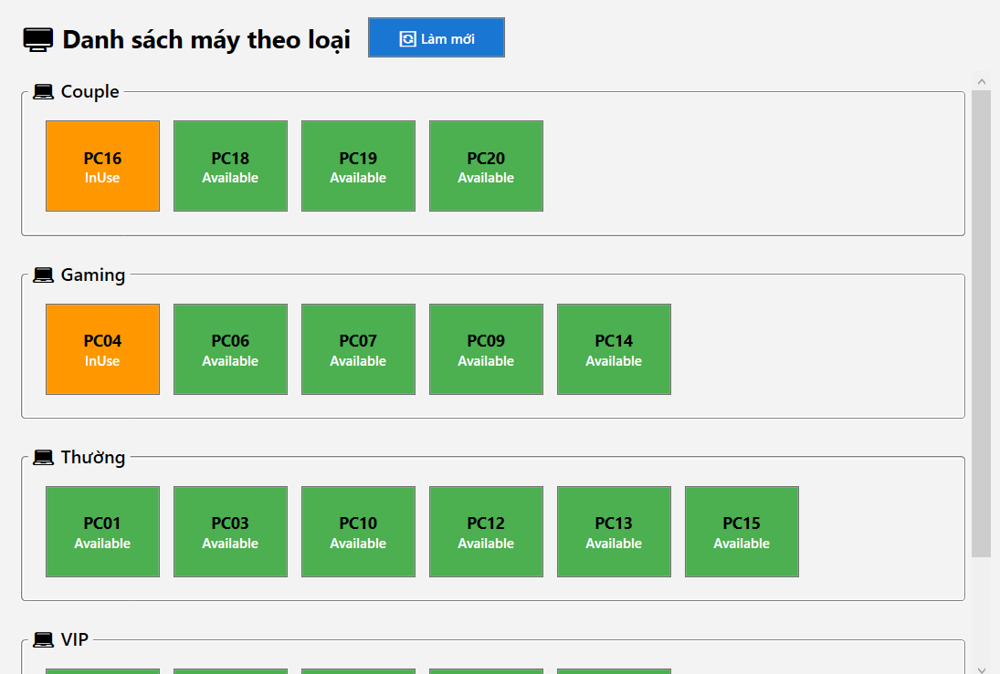 Danh sách máy theo loại
Làm mới
Couple
PC16 PC18 PC19 PC20
InUse Available Available Available
Gaming
PC04 PC06 PC07 PC09 PC14
InUse Available Available Available Available
Thường
PC01 PC03 PC10 PC12 PC13 PC15
Available Available Available Available Available Available
VIP